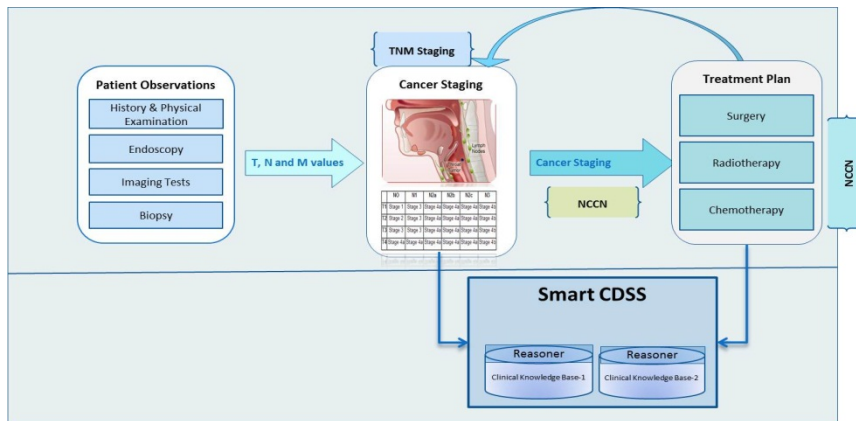 TNM Staging
Patient Observations
History & Physical
Examination
Endoscopy
Imaging Tests
Biopsy
T, N and M values
Cancer Staging
Lymph
Nodes
N0 N1 N2a N2b N2c N3
T1 Stage 1 Stage 3 Stage 4a Stage 4a Stage 4a Stage 4b
T2 Stage 2 Stage 3 Stage 4a Stage 4a Stage 4a Stage 4b
T3 Stage 3 Stage 3 Stage 4a Stage 4a Stage 4a Stage 4b
T4 Stage 4a Stage 4a Stage 4a Stage 4a Stage 4a Stage 4b
Cancer Staging
NCCN
Treatment Plan
Surgery
Radiotherapy
Chemotherapy
NCCN
Smart CDSS
Reasoner
Clinical Knowledge Base-1
Reasoner
Clinical Knowledge Base-2